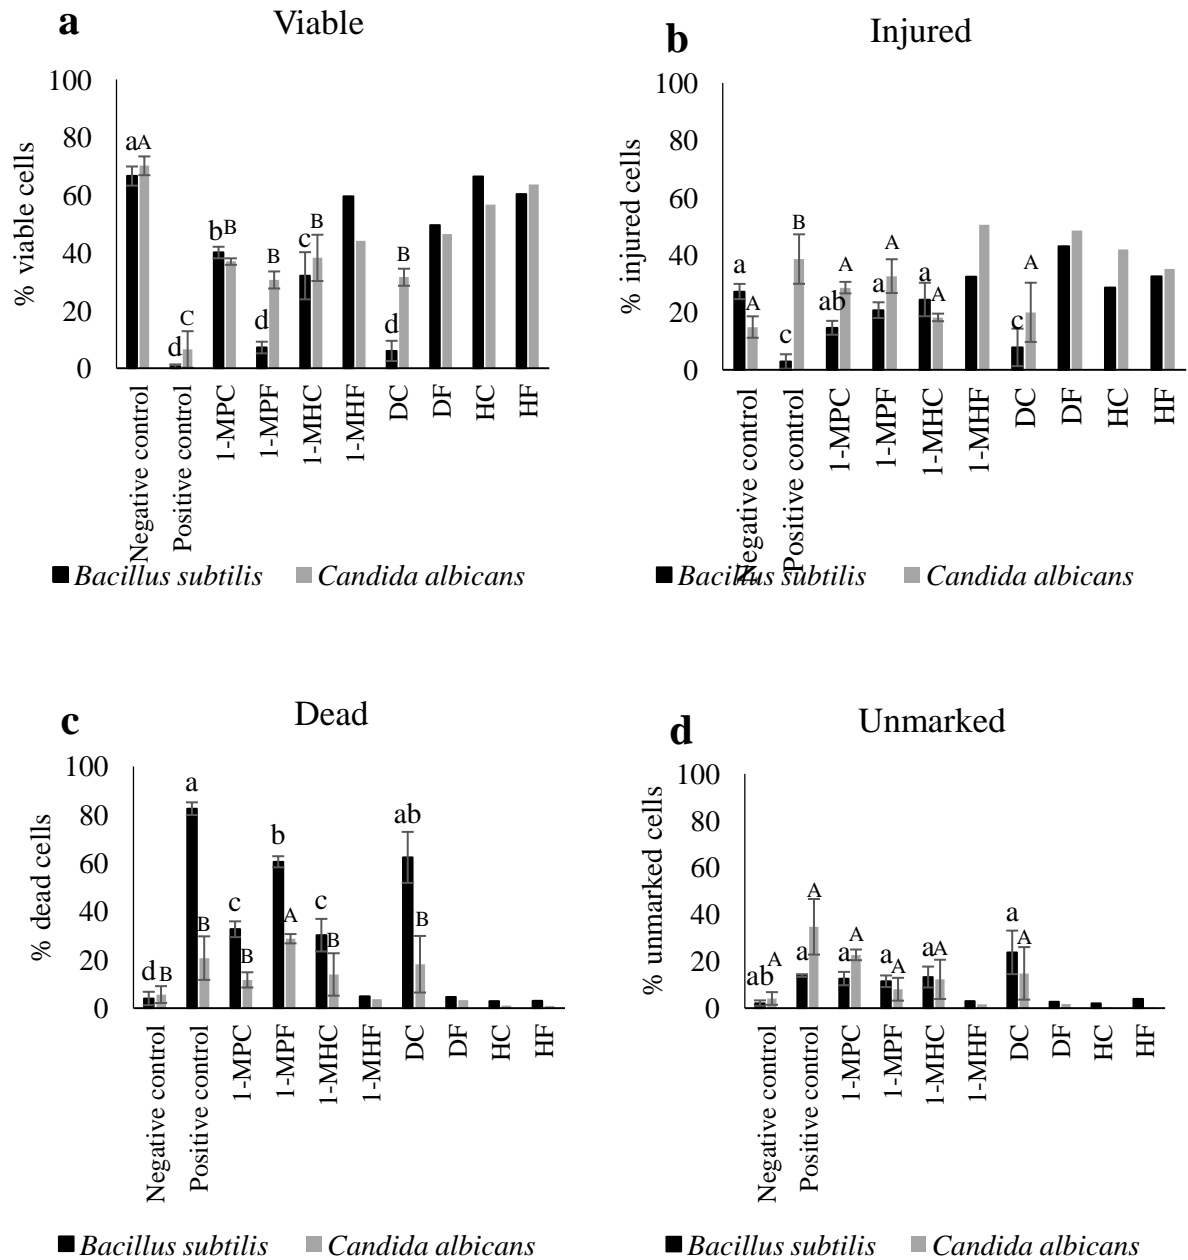 a
Viable
% viable cells
100
80
60
40
20
0
a A
d C
b B
d B
c B
d B
Negative control
Positive control
1-MPC
1-MPF
1-MHC
1-MHF
DC
DF
HC
HF
Bacillus subtilis
Candida albicans
b
Injured
% injured cells
100
80
60
40
20
0
a A
c B
ab A
a A
a A
c A
Negative control
Positive control
1-MPC
1-MPF
1-MHC
1-MHF
DC
DF
HC
HF
Bacillus subtilis
Candida albicans
c
Dead
% dead cells
100
80
60
40
20
0
d B
a B
c B
b A
c B
ab B
Negative control
Positive control
1-MPC
1-MPF
1-MHC
1-MHF
DC
DF
HC
HF
Bacillus subtilis
Candida albicans
d
Unmarked
% unmarked cells
100
80
60
40
20
0
ab A
a A
a A
a A
a A
a A
Negative control
Positive control
1-MPC
1-MPF
1-MHC
1-MHF
DC
DF
HC
HF
Bacillus subtilis
Candida albicans